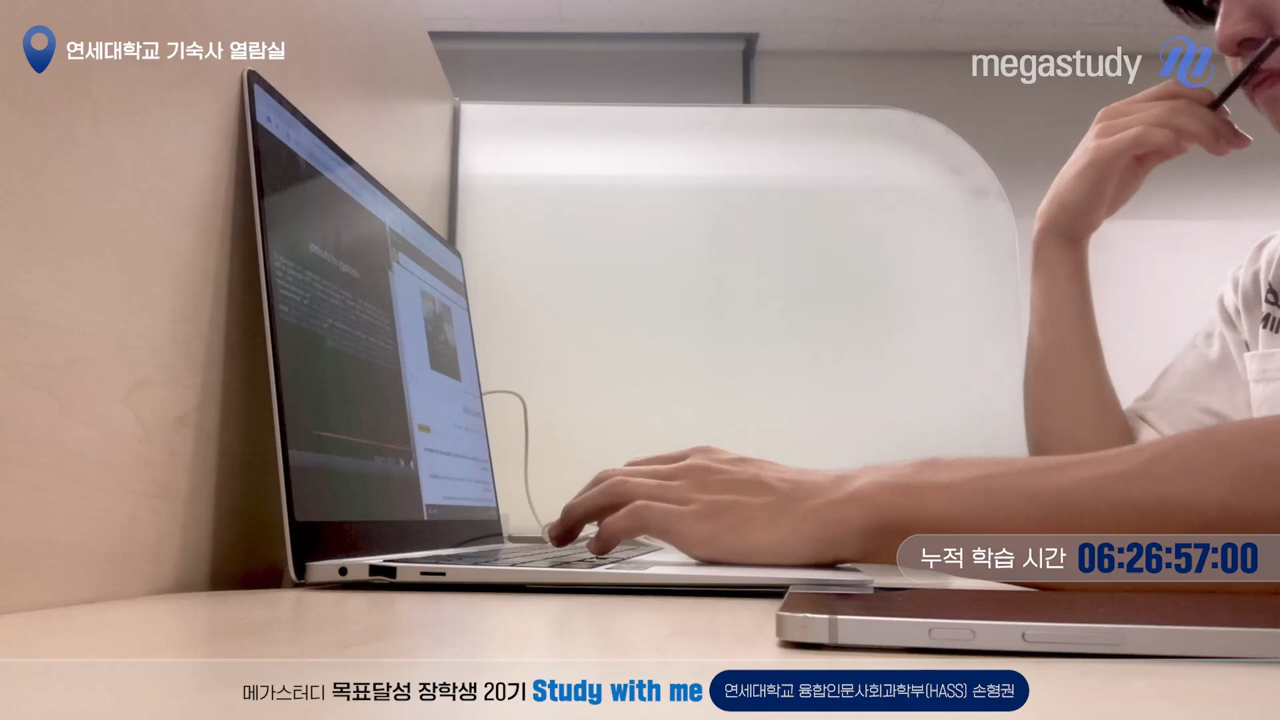 연세대학교 기숙사 열람실
megastudy
누적 학습 시간 06:26:57:00
메가스터디 목표달성 장학생 20기 Study with me 연세대학교 융합인문사회과학부(HASS) 손형권